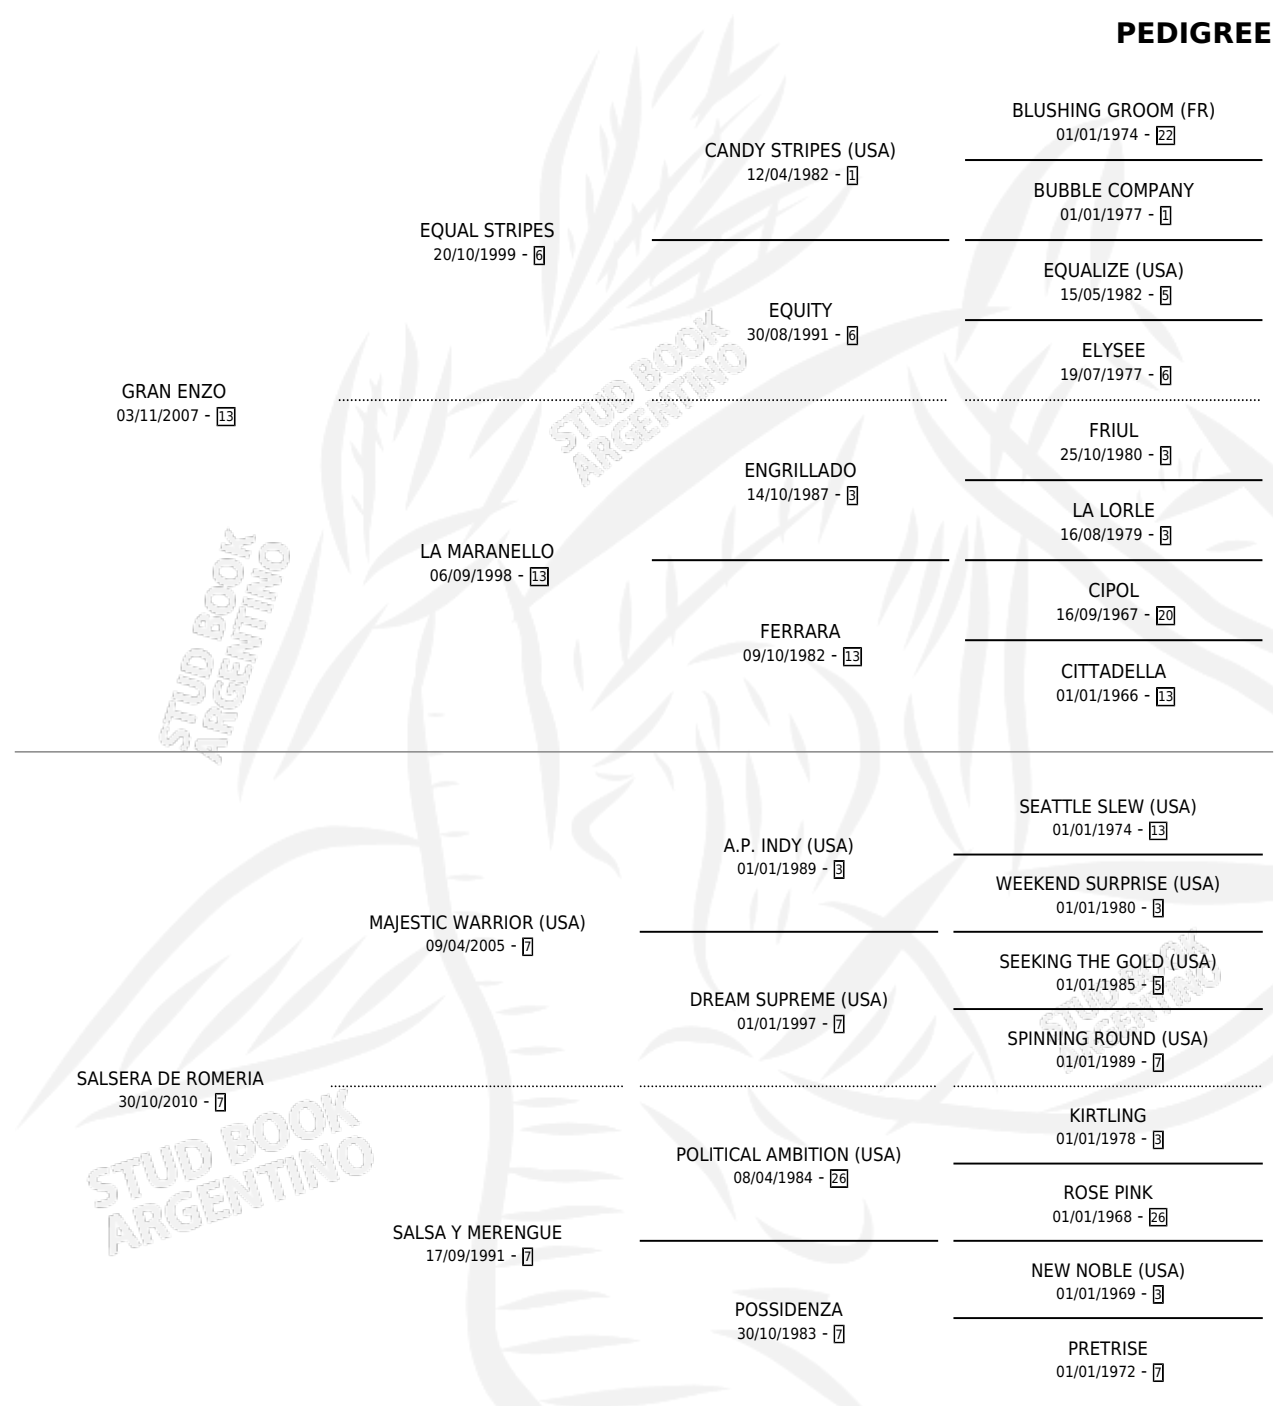 PEDIGREE
BLUSHING GROOM (FR)
01/01/1974 - 22
CANDY STRIPES (USA)
12/04/1982 - 1
BUBBLE COMPANY
01/01/1977 - 1
EQUAL STRIPES
20/10/1999 - 6
EQUALIZE (USA)
15/05/1982 - 5
EQUITY
30/08/1991 - 6
ELYSEE
19/07/1977 - 6
GRAN ENZO
03/11/2007 - 13
FRIUL
25/10/1980 - 3
ENGRILLADO
14/10/1987 - 3
LA LORLE
16/08/1979 - 3
LA MARANELLO
06/09/1998 - 13
CIPOL
16/09/1967 - 20
FERRARA
09/10/1982 - 13
CITTADELLA
01/01/1966 - 13
SEATTLE SLEW (USA)
01/01/1974 - 13
A.P. INDY (USA)
01/01/1989 - 3
WEEKEND SURPRISE (USA)
01/01/1980 - 3
MAJESTIC WARRIOR (USA)
09/04/2005 - 7
SEEKING THE GOLD (USA)
01/01/1985 - 5
DREAM SUPREME (USA)
01/01/1997 - 7
SPINNING ROUND (USA)
01/01/1989 - 7
SALSERA DE ROMERIA
30/10/2010 - 7
KIRTLING
01/01/1978 - 3
POLITICAL AMBITION (USA)
08/04/1984 - 26
ROSE PINK
01/01/1968 - 26
SALSA Y MERENGUE
17/09/1991 - 7
NEW NOBLE (USA)
01/01/1969 - 3
POSSIDENZA
30/10/1983 - 7
PRETRISE
01/01/1972 - 7
STUD BOOK
ARGENTINO
STUD BOOK
ARGENTINO
STUD BOOK
ARGENTINO
STUD BOOK
ARGENTINO